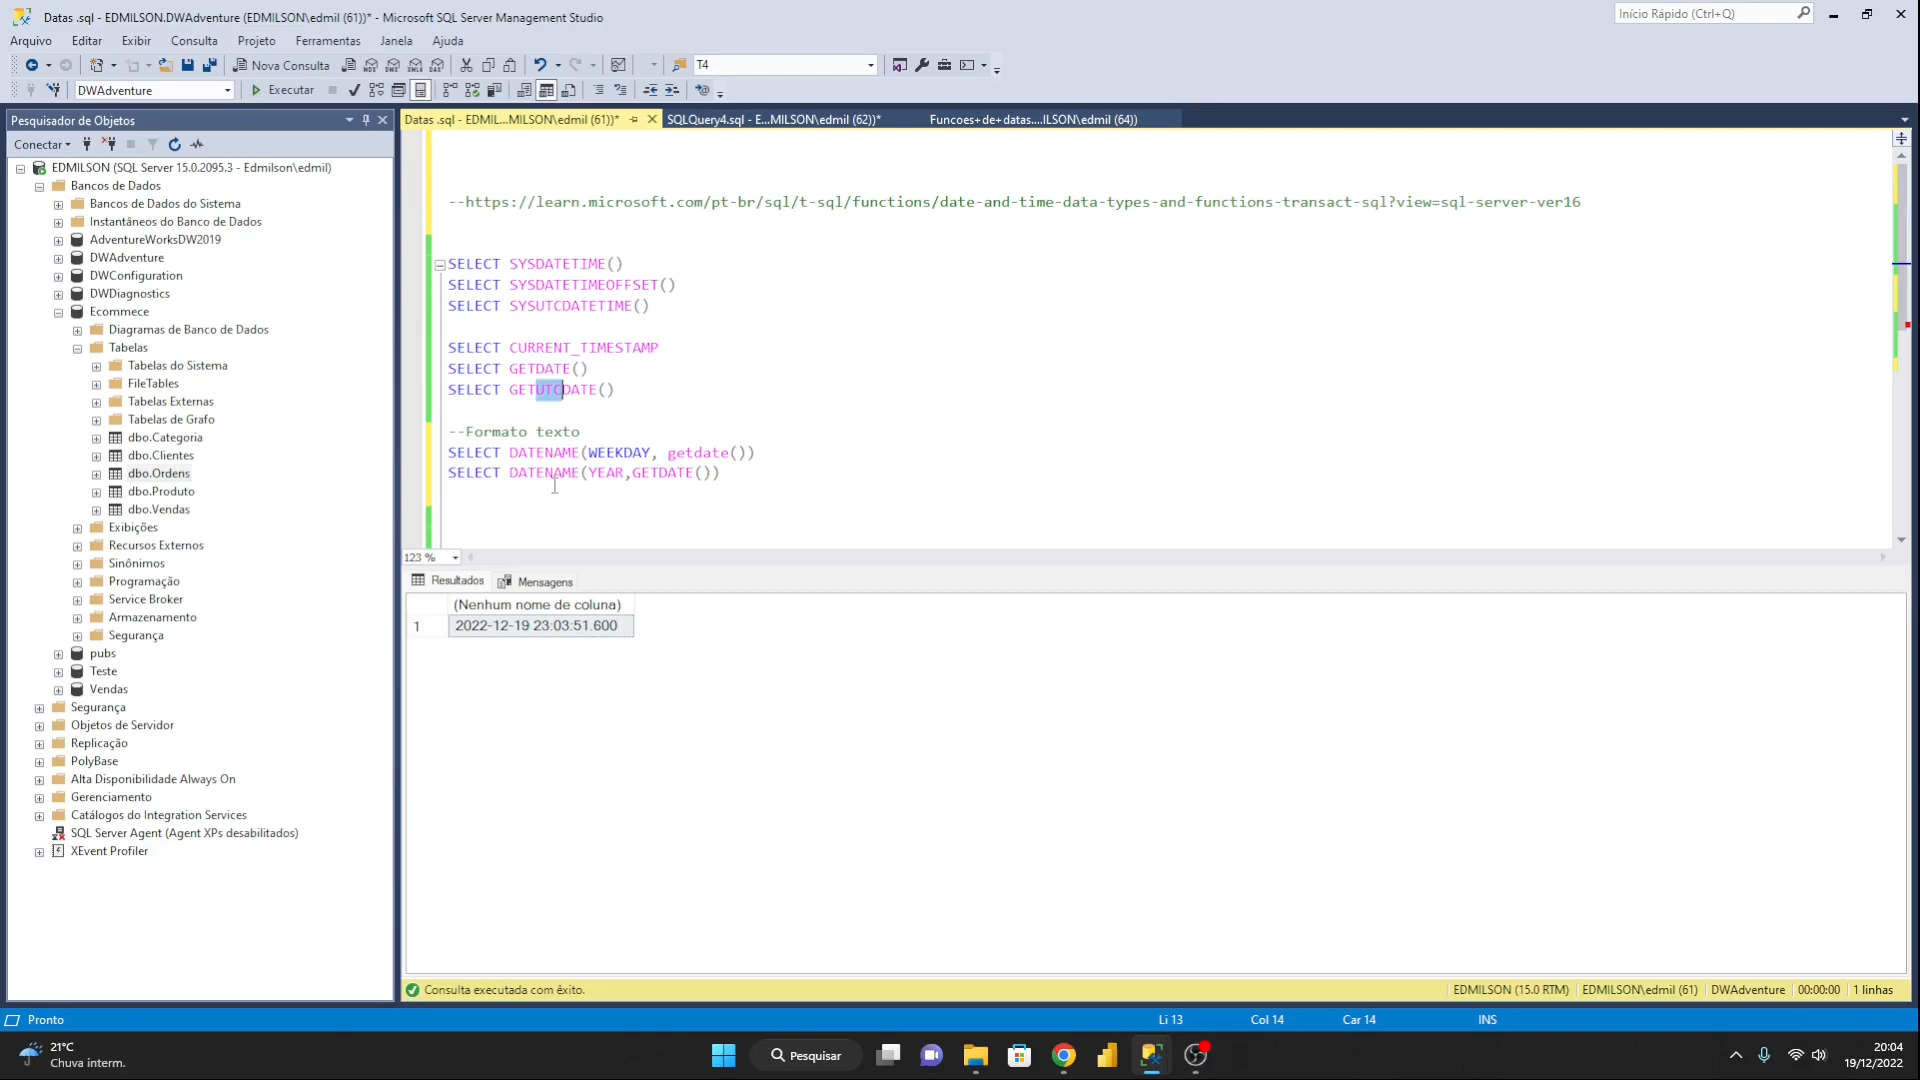 Datas .sql - EDMILSON.DWAdventure (EDMILSON\edmil (61))* - Microsoft SQL Server Management Studio
Início Rápido (Ctrl+Q)
Arquivo Editar Exibir Consulta Projeto Ferramentas Janela Ajuda
Nova Consulta
T4
DWAdventure
Executar
Pesquisador de Objetos
Conectar
EDMILSON (SQL Server 15.0.2095.3 - Edmilson\edmil)
Bancos de Dados
Bancos de Dados do Sistema
Instantâneos do Banco de Dados
AdventureWorksDW2019
DWAdventure
DWConfiguration
DWDiagnostics
Ecommece
Diagramas de Banco de Dados
Tabelas
Tabelas do Sistema
FileTables
Tabelas Externas
Tabelas de Grafo
dbo.Categoria
dbo.Clientes
dbo.Ordens
dbo.Produto
dbo.Vendas
Exibições
Recursos Externos
Sinônimos
Programação
Service Broker
Armazenamento
Segurança
pubs
Teste
Vendas
Segurança
Objetos de Servidor
Replicação
PolyBase
Alta Disponibilidade Always On
Gerenciamento
Catálogos do Integration Services
SQL Server Agent (Agent XPs desabilitados)
XEvent Profiler
Datas .sql - EDMIL...MILSON\edmil (61))*
SQLQuery4.sql - E...MILSON\edmil (62))*
Funcoes+de+datas....ILSON\edmil (64))
--https://learn.microsoft.com/pt-br/sql/t-sql/functions/date-and-time-data-types-and-functions-transact-sql?view=sql-server-ver16
SELECT SYSDATETIME()
SELECT SYSDATETIMEOFFSET()
SELECT SYSUTCDATETIME()
SELECT CURRENT_TIMESTAMP
SELECT GETDATE()
SELECT GETUTCDATE()
--Formato texto
SELECT DATENAME(WEEKDAY, getdate())
SELECT DATENAME(YEAR,GETDATE())
123 %
Resultados Mensagens
(Nenhum nome de coluna)
1 2022-12-19 23:03:51.600
Consulta executada com êxito.
EDMILSON (15.0 RTM) EDMILSON\edmil (61) DWAdventure 00:00:00 1 linhas
Pronto
Li 13 Col 14 Car 14 INS
21°C
Chuva interm.
Pesquisar
20:04
19/12/2022